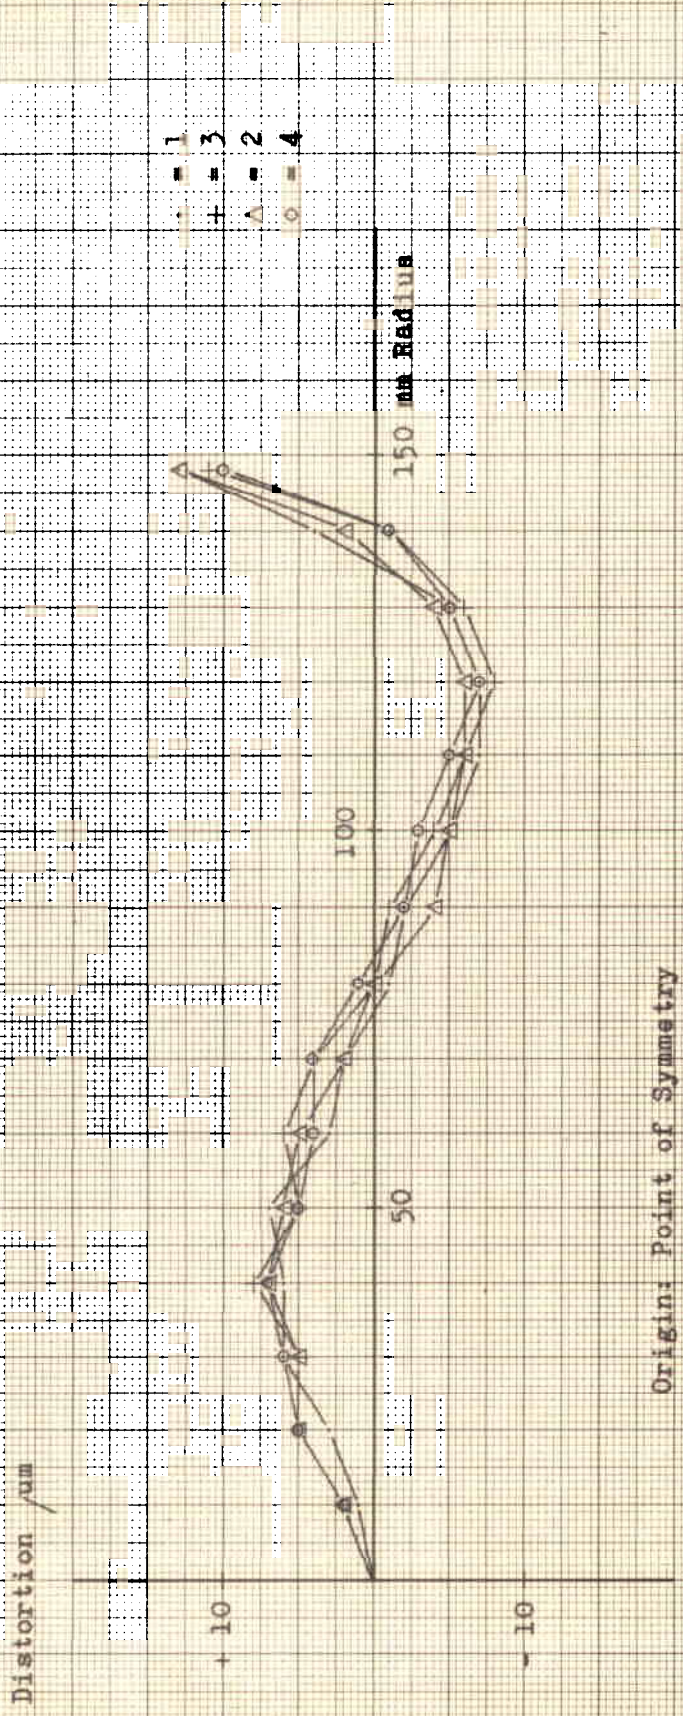 Distortion /um
· = 1
+ = 3
△ = 2
○ = 4
+ 10
50
100
150 mm Radius
- 10
Origin: Point of Symmetry